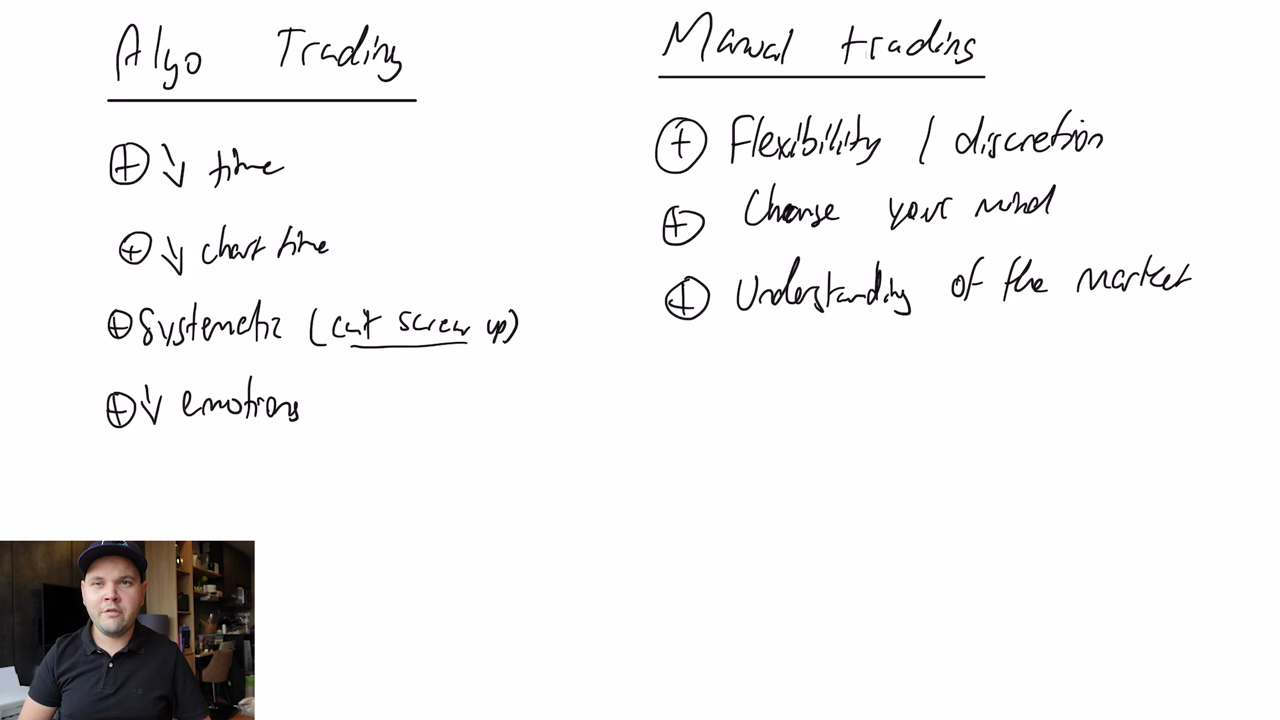 Algo Trading
⊕ ↘ time
⊕ ↘ chart time
⊕ Systematic (can't screw up)
⊕ ↓ emotions
Manual trading
⊕ Flexibility / discretion
⊕ Change your mind
⊕ Understanding of the market